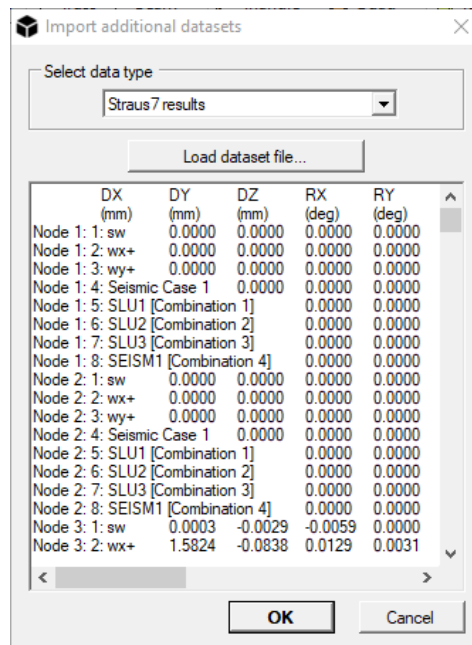 Import additional datasets
Select data type
Straus7 results
Load dataset file...
DX DY DZ RX RY
(mm) (mm) (mm) (deg) (deg)
Node 1: 1: sw 0.0000 0.0000 0.0000 0.0000
Node 1: 2: wx+ 0.0000 0.0000 0.0000 0.0000
Node 1: 3: wy+ 0.0000 0.0000 0.0000 0.0000
Node 1: 4: Seismic Case 1 0.0000 0.0000 0.0000
Node 1: 5: SLU1 [Combination 1] 0.0000 0.0000
Node 1: 6: SLU2 [Combination 2] 0.0000 0.0000
Node 1: 7: SLU3 [Combination 3] 0.0000 0.0000
Node 1: 8: SEISM1 [Combination 4] 0.0000 0.0000
Node 2: 1: sw 0.0000 0.0000 0.0000 0.0000
Node 2: 2: wx+ 0.0000 0.0000 0.0000 0.0000
Node 2: 3: wy+ 0.0000 0.0000 0.0000 0.0000
Node 2: 4: Seismic Case 1 0.0000 0.0000 0.0000
Node 2: 5: SLU1 [Combination 1] 0.0000 0.0000
Node 2: 6: SLU2 [Combination 2] 0.0000 0.0000
Node 2: 7: SLU3 [Combination 3] 0.0000 0.0000
Node 2: 8: SEISM1 [Combination 4] 0.0000 0.0000
Node 3: 1: sw 0.0003 -0.0029 -0.0059 0.0000
Node 3: 2: wx+ 1.5824 -0.0838 0.0129 0.0031
OK Cancel